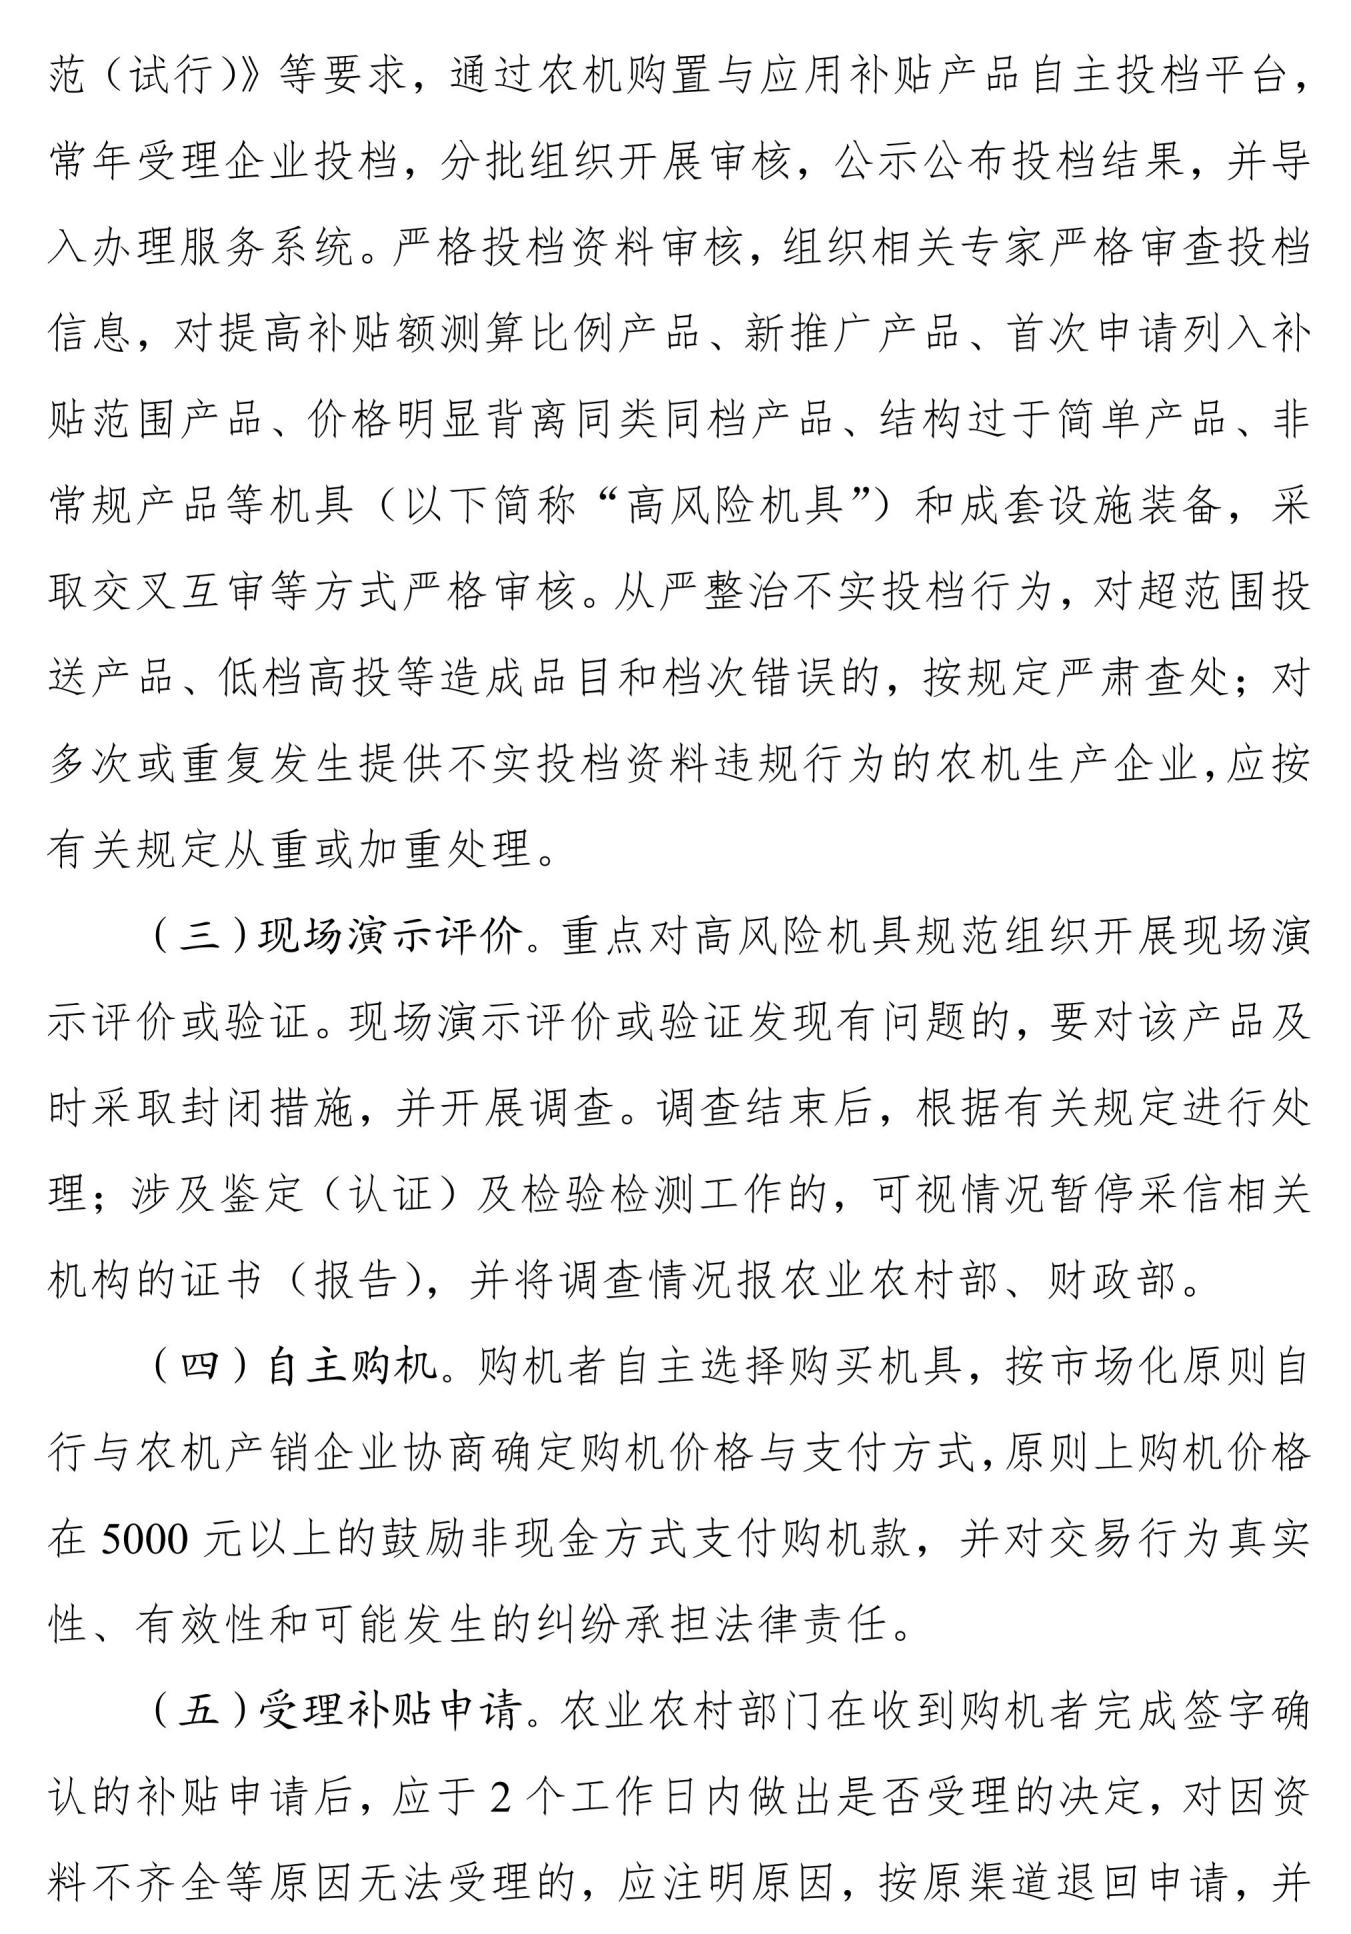 范（试行）》等要求，通过农机购置与应用补贴产品自主投档平台，
常年受理企业投档，分批组织开展审核，公示公布投档结果，并导
入办理服务系统。严格投档资料审核，组织相关专家严格审查投档
信息，对提高补贴额测算比例产品、新推广产品、首次申请列入补
贴范围产品、价格明显背离同类同档产品、结构过于简单产品、非
常规产品等机具（以下简称“高风险机具”）和成套设施装备，采
取交叉互审等方式严格审核。从严整治不实投档行为，对超范围投
送产品、低档高投等造成品目和档次错误的，按规定严肃查处；对
多次或重复发生提供不实投档资料违规行为的农机生产企业，应按
有关规定从重或加重处理。
（三）现场演示评价。重点对高风险机具规范组织开展现场演
示评价或验证。现场演示评价或验证发现有问题的，要对该产品及
时采取封闭措施，并开展调查。调查结束后，根据有关规定进行处
理；涉及鉴定（认证）及检验检测工作的，可视情况暂停采信相关
机构的证书（报告），并将调查情况报农业农村部、财政部。
（四）自主购机。购机者自主选择购买机具，按市场化原则自
行与农机产销企业协商确定购机价格与支付方式，原则上购机价格
在 5000 元以上的鼓励非现金方式支付购机款，并对交易行为真实
性、有效性和可能发生的纠纷承担法律责任。
（五）受理补贴申请。农业农村部门在收到购机者完成签字确
认的补贴申请后，应于 2 个工作日内做出是否受理的决定，对因资
料不齐全等原因无法受理的，应注明原因，按原渠道退回申请，并